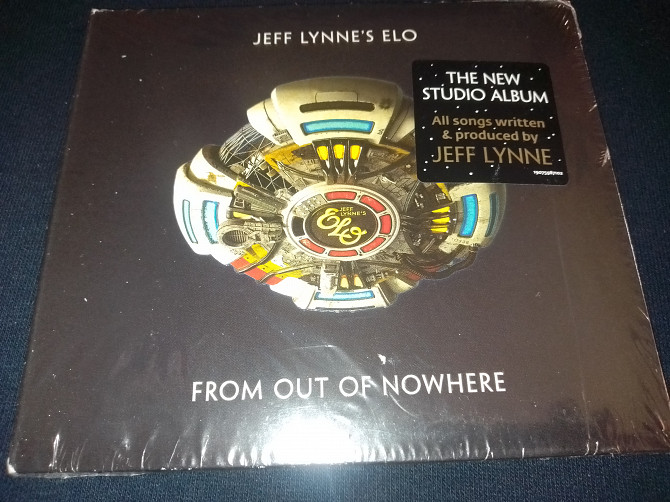 JEFF LYNNE'S ELO
THE NEW
STUDIO ALBUM
All songs written
& produced by
JEFF LYNNE
JEFF
LYNNE'S
ELO
FROM OUT OF NOWHERE